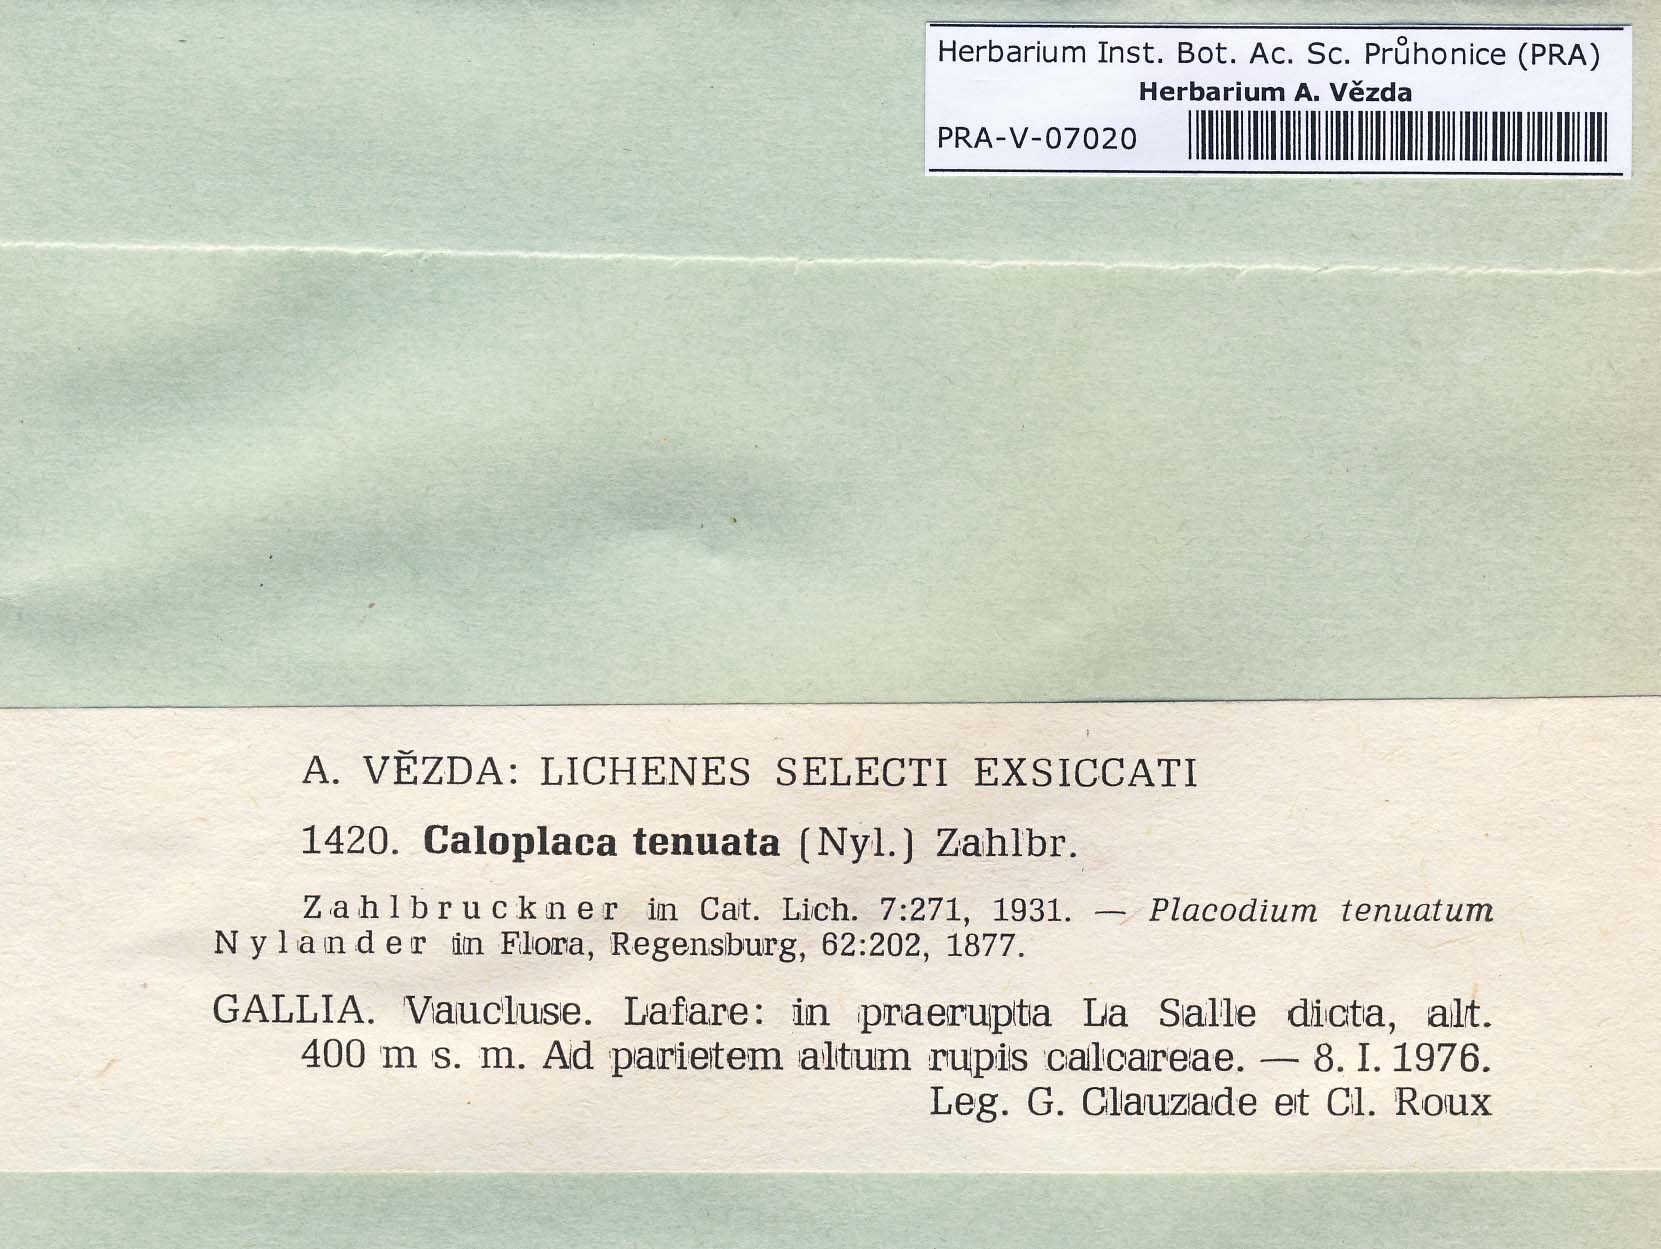 Herbarium Inst. Bot. Ac. Sc. Průhonice (PRA)
Herbarium A. Vězda
PRA-V-07020
A. VĚZDA: LICHENES SELECTI EXSICCATI
1420. Caloplaca tenuata (Nyl.) Zahlbr.
Zahlbruckner in Cat. Lich. 7:271, 1931. — Placodium tenuatum
Nylander in Flora, Regensburg, 62:202, 1877.
GALLIA. Vaucluse. Lafare: in praerupta La Salle dicta, alt.
400 m s. m. Ad parietem altum rupis calcareae. — 8. I. 1976.
Leg. G. Clauzade et Cl. Roux